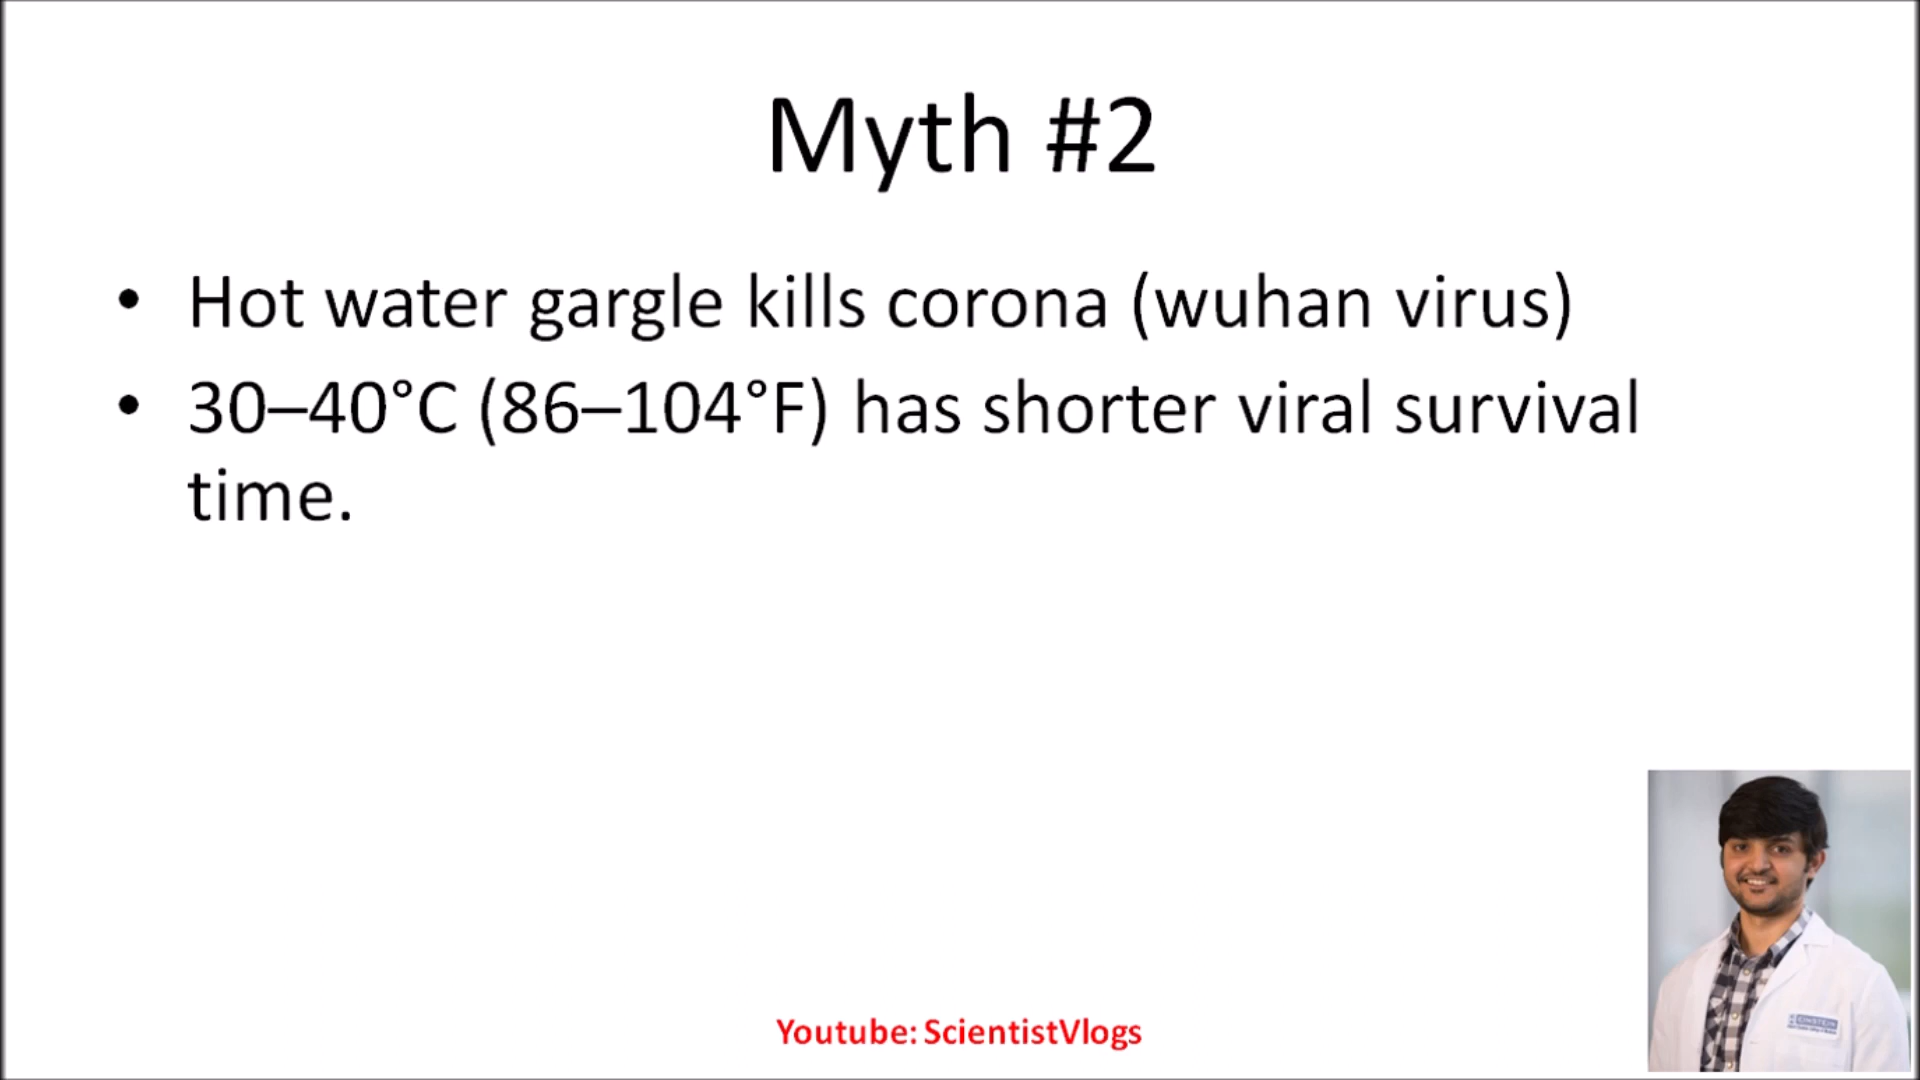 Myth #2
• Hot water gargle kills corona (wuhan virus)
• 30–40°C (86–104°F) has shorter viral survival
time.
EINSTEIN
Youtube: ScientistVlogs